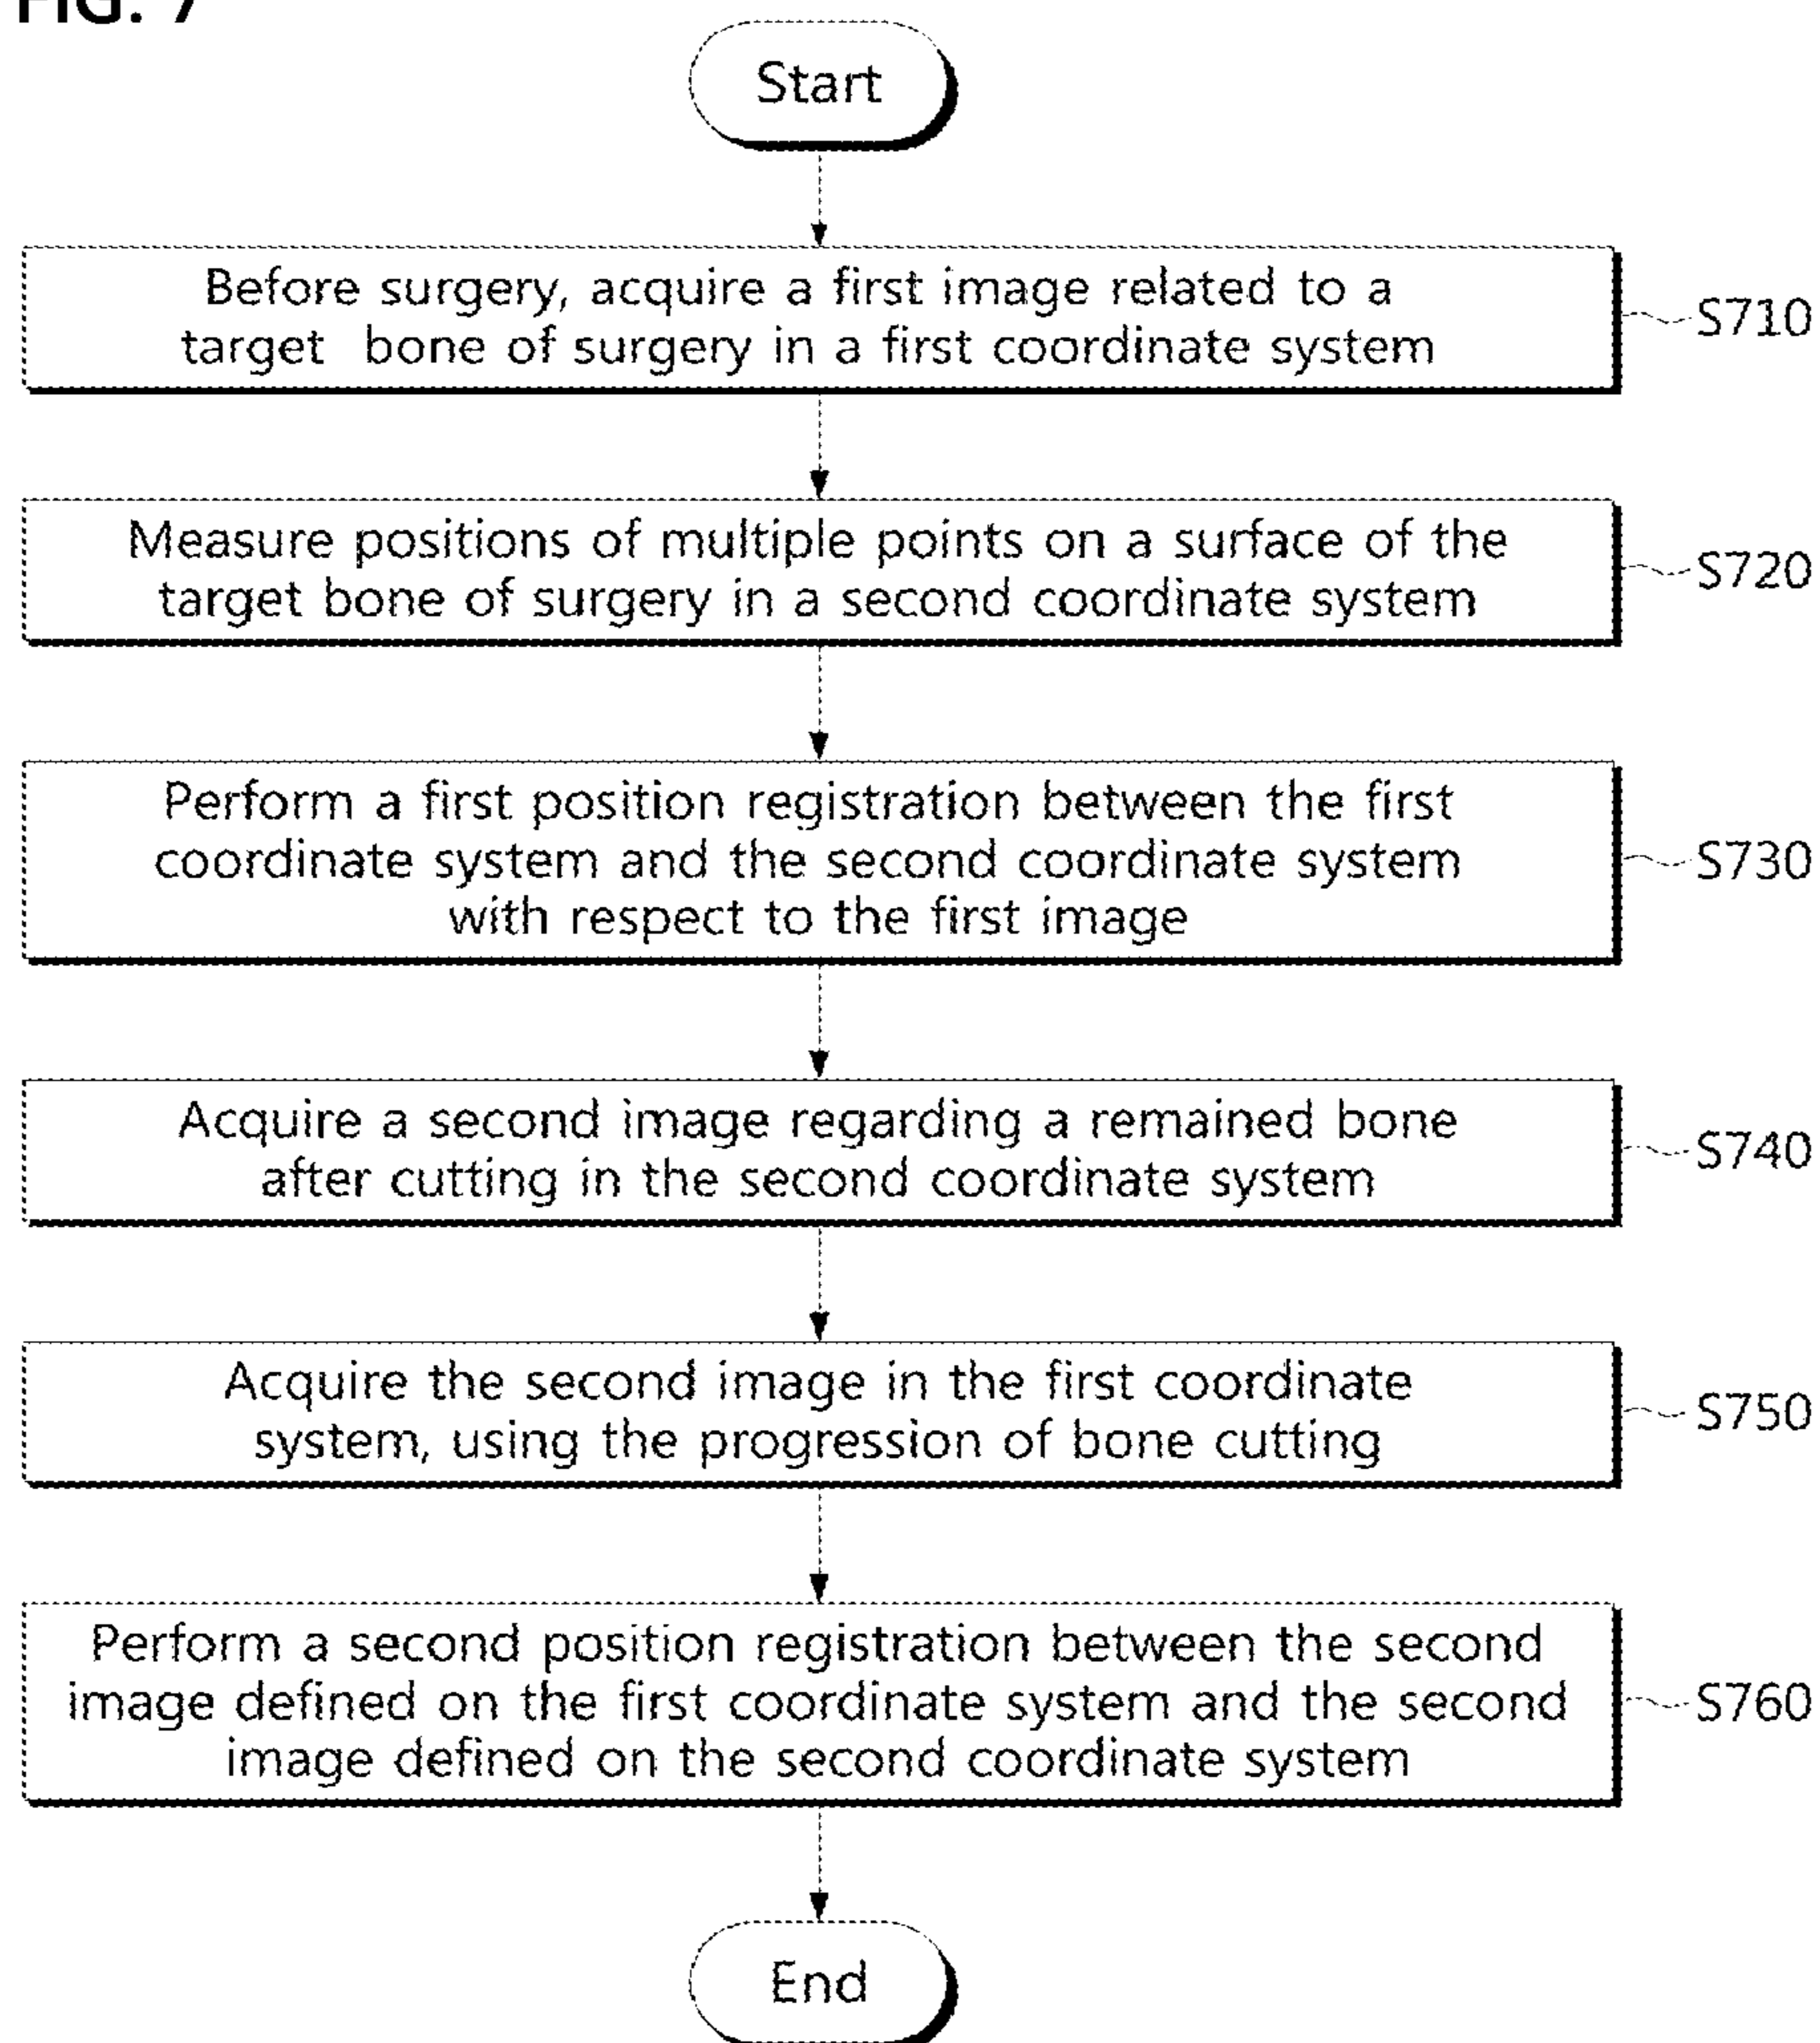 FIG. 7
Start
Before surgery, acquire a first image related to a
target bone of surgery in a first coordinate system
S710
Measure positions of multiple points on a surface of the
target bone of surgery in a second coordinate system
S720
Perform a first position registration between the first
coordinate system and the second coordinate system
with respect to the first image
S730
Acquire a second image regarding a remained bone
after cutting in the second coordinate system
S740
Acquire the second image in the first coordinate
system, using the progression of bone cutting
S750
Perform a second position registration between the second
image defined on the first coordinate system and the second
image defined on the second coordinate system
S760
End